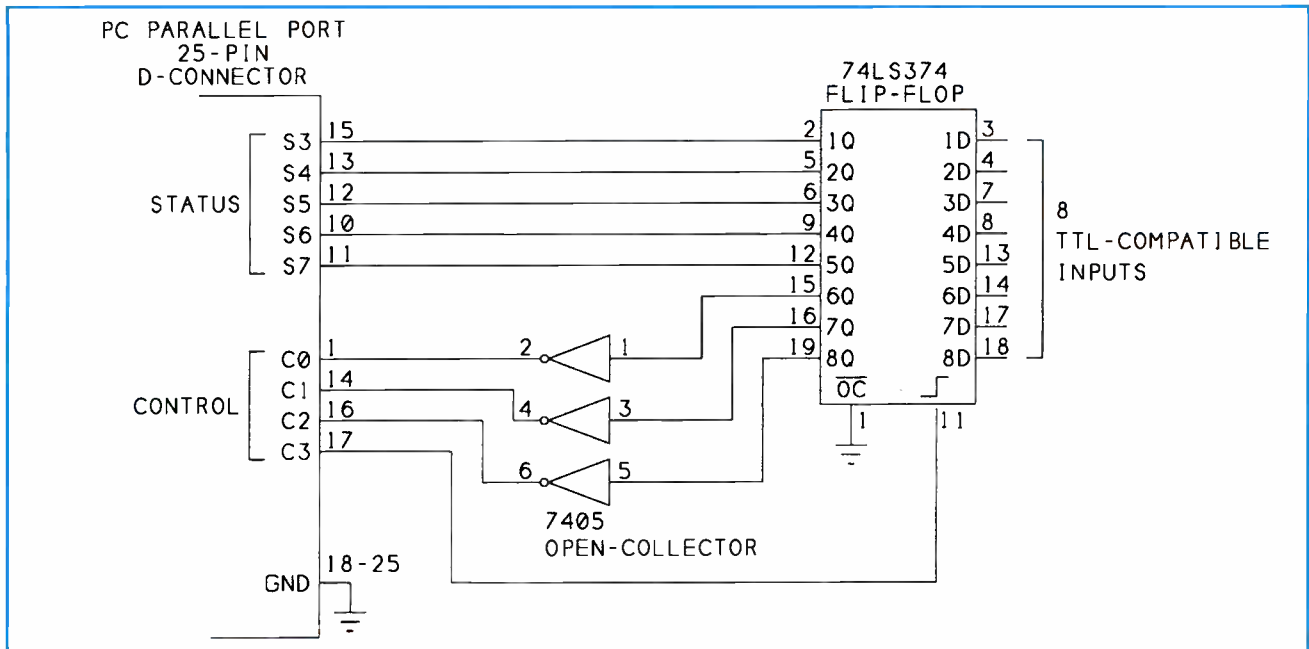 PC PARALLEL PORT
25-PIN
D-CONNECTOR
STATUS
S3 15
S4 13
S5 12
S6 10
S7 11
CONTROL
C0 1
C1 14
C2 16
C3 17
GND 18-25
2 1
4 3
6 5
7405
OPEN-COLLECTOR
74LS374
FLIP-FLOP
2 1Q 1D 3
5 2Q 2D 4
6 3Q 3D 7
9 4Q 4D 8
12 5Q 5D 13
15 6Q 6D 14
16 7Q 7D 17
19 8Q 8D 18
OC
1 11
8
TTL-COMPATIBLE
INPUTS